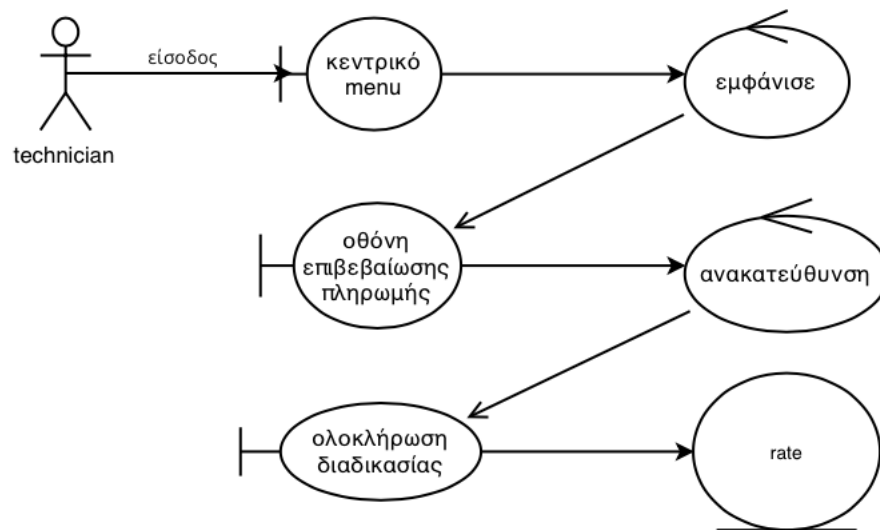 είσοδος
κεντρικό
menu
εμφάνισε
technician
οθόνη
επιβεβαίωσης
πληρωμής
ανακατεύθυνση
ολοκλήρωση
διαδικασίας
rate